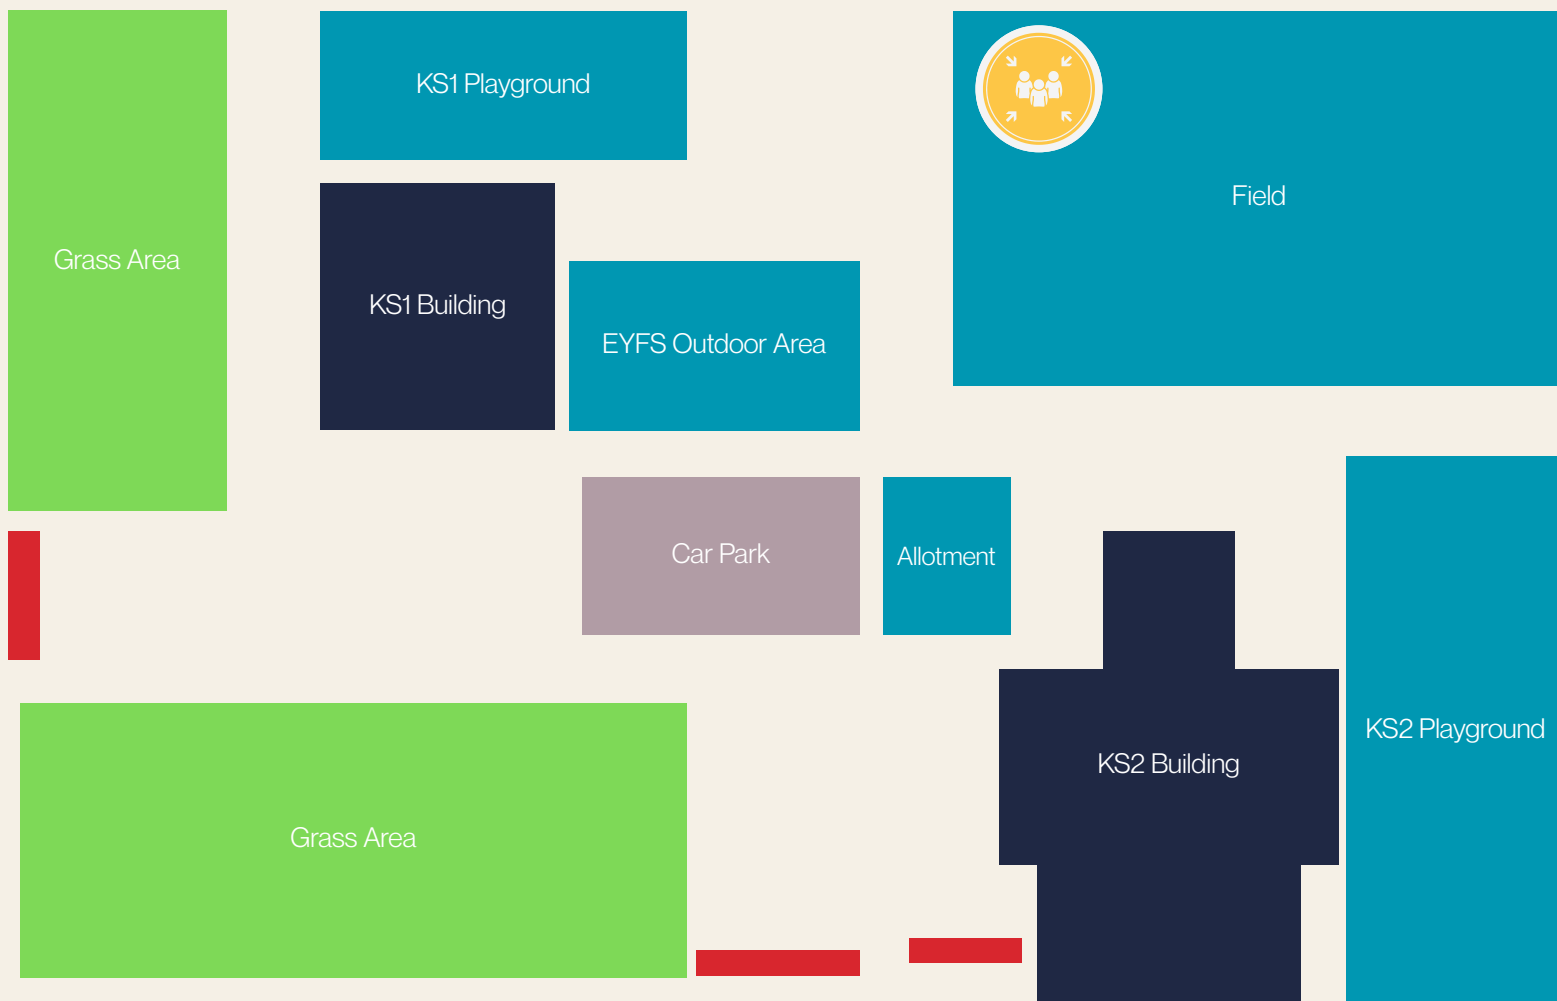 KS1 Playground
Field
Grass Area
KS1 Building
EYFS Outdoor Area
Car Park
Allotment
KS2 Playground
KS2 Building
Grass Area